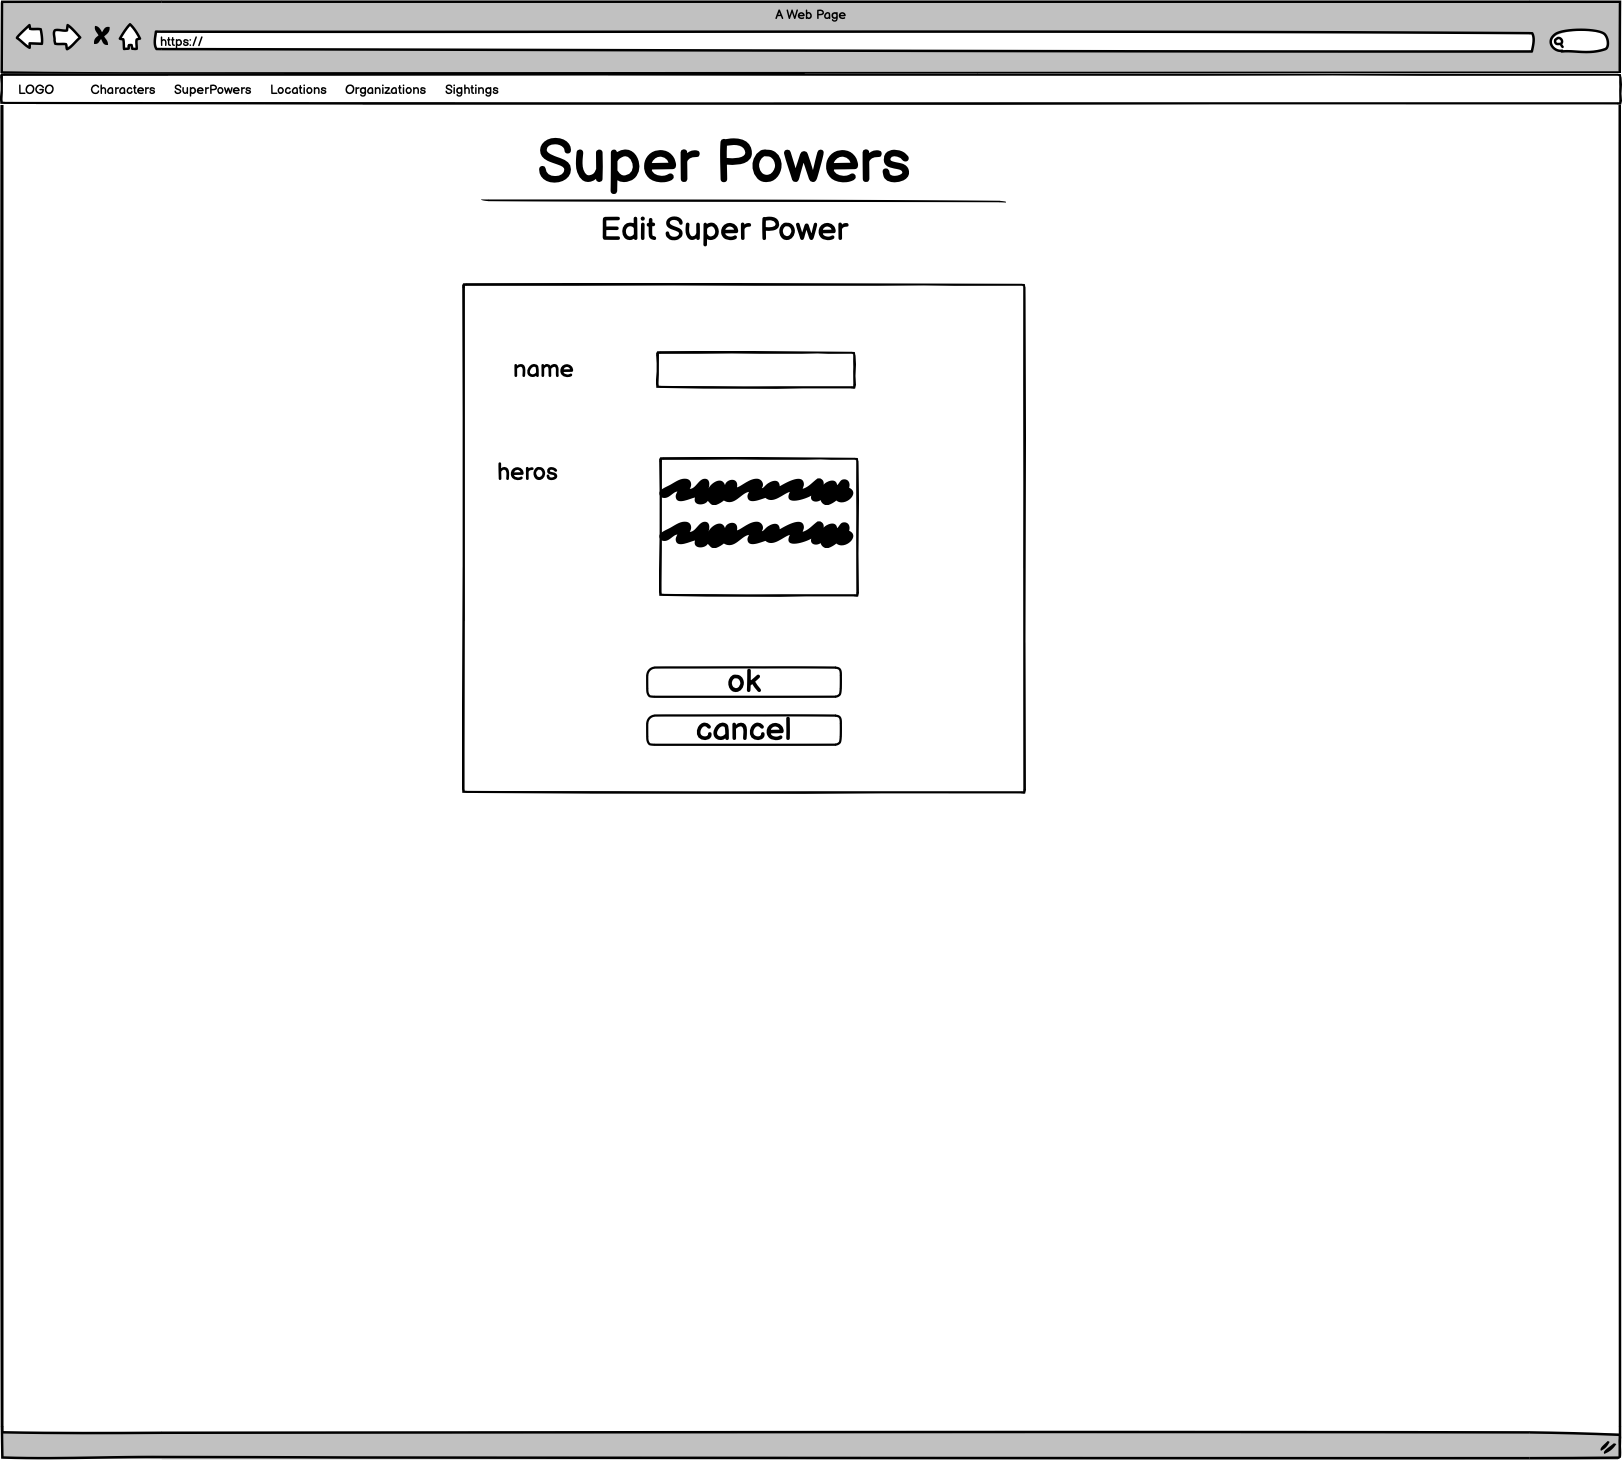 A Web Page
https://
LOGO Characters SuperPowers Locations Organizations Sightings
Super Powers
Edit Super Power
name
heros
ok
cancel